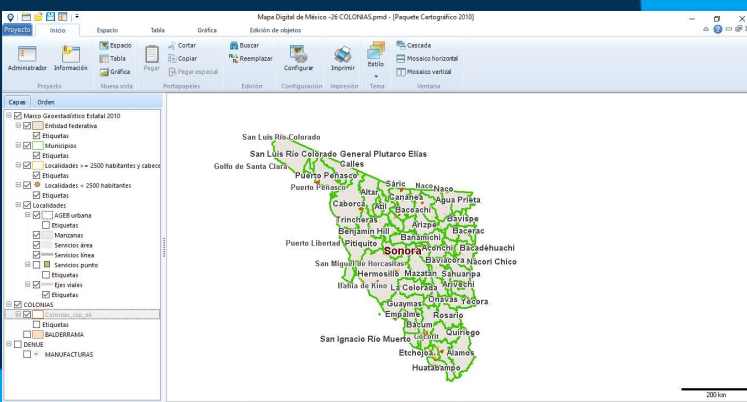 Mapa Digital de México -26 COLONIAS.pmd - [Paquete Cartográfico 2010]
Proyecto Inicio Espacio Tabla Gráfica Edición de objetos
Administrador Información
Proyecto
Espacio
Tabla
Gráfica
Nueva vista
Pegar
Cortar
Copiar
Pegar especial
Portapapeles
Buscar
Reemplazar
Edición
Configurar
Configuración
Imprimir
Impresión
Estilo
Tema
Cascada
Mosaico horizontal
Mosaico vertical
Ventana
Capas Orden
Marco Geoestadístico Estatal 2010
Entidad federativa
Etiquetas
Municipios
Etiquetas
Localidades >= 2500 habitantes y cabece
Etiquetas
Localidades < 2500 habitantes
Etiquetas
Localidades
AGEB urbana
Etiquetas
Manzanas
Servicios área
Servicios línea
Servicios punto
Etiquetas
Ejes viales
Etiquetas
COLONIAS
Colonias_ssp_ok
Etiquetas
BALDERRAMA
DENUE
MANUFACTURAS
San Luis Río Colorado
San Luis Río Colorado General Plutarco Elías
Calles
Golfo de Santa Clara
Puerto Peñasco
Puerto Peñasco
Sáric Naco Naco
Altar Cananea Agua Prieta
Caborca Atil Bacoachi
Trincheras Arizpe Bavispe
Benjamín Hill Bacerac
Banámichi
Puerto Libertad Pitiquito Sonora Aconchi Bacadéhuachi
San Miguel de Horcasitas Baviácora Nácori Chico
Hermosillo Mazatán Sahuaripa
Bahía de Kino La Colorada Arivechi
Guaymas Onavas Yécora
Empalme Rosario
Bácum
San Ignacio Río Muerto Cócorit Quiriego
Etchojoa Álamos
Huatabampo
200 km